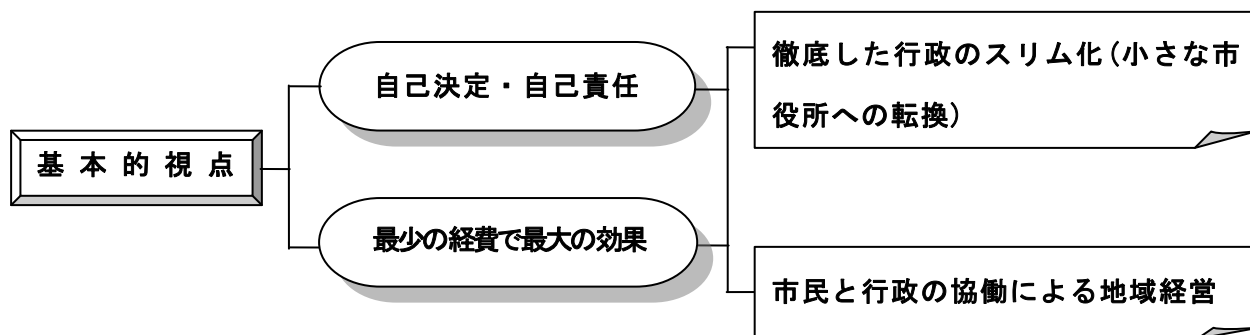 基本的視点
自己決定・自己責任
最少の経費で最大の効果
徹底した行政のスリム化(小さな市
役所への転換)
市民と行政の協働による地域経営